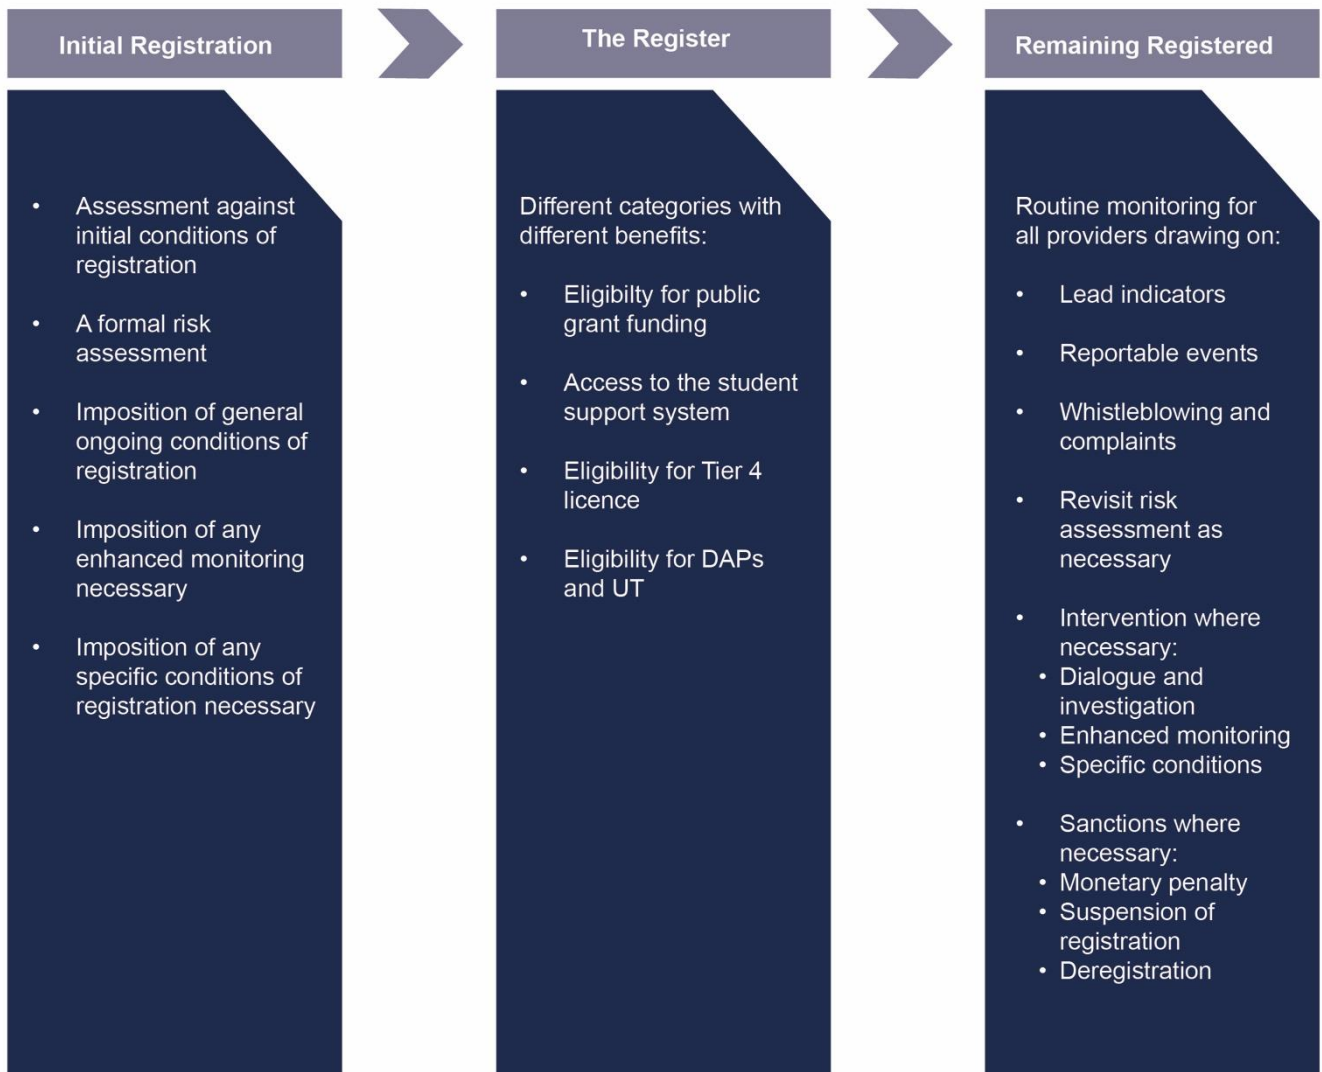 Initial Registration
• Assessment against
initial conditions of
registration
• A formal risk
assessment
• Imposition of general
ongoing conditions of
registration
• Imposition of any
enhanced monitoring
necessary
• Imposition of any
specific conditions of
registration necessary
The Register
Different categories with
different benefits:
• Eligibilty for public
grant funding
• Access to the student
support system
• Eligibility for Tier 4
licence
• Eligibility for DAPs
and UT
Remaining Registered
Routine monitoring for
all providers drawing on:
• Lead indicators
• Reportable events
• Whistleblowing and
complaints
• Revisit risk
assessment as
necessary
• Intervention where
necessary:
• Dialogue and
investigation
• Enhanced monitoring
• Specific conditions
• Sanctions where
necessary:
• Monetary penalty
• Suspension of
registration
• Deregistration